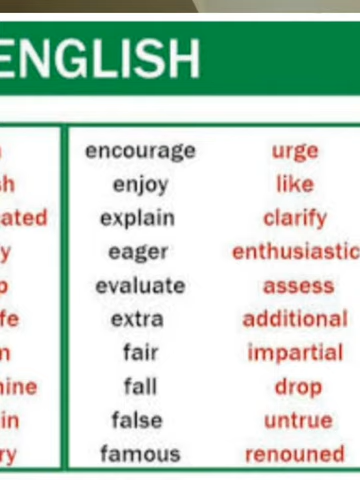 ENGLISH
encourage urge
enjoy like
explain clarify
eager enthusiastic
evaluate assess
extra additional
fair impartial
fall drop
false untrue
famous renouned